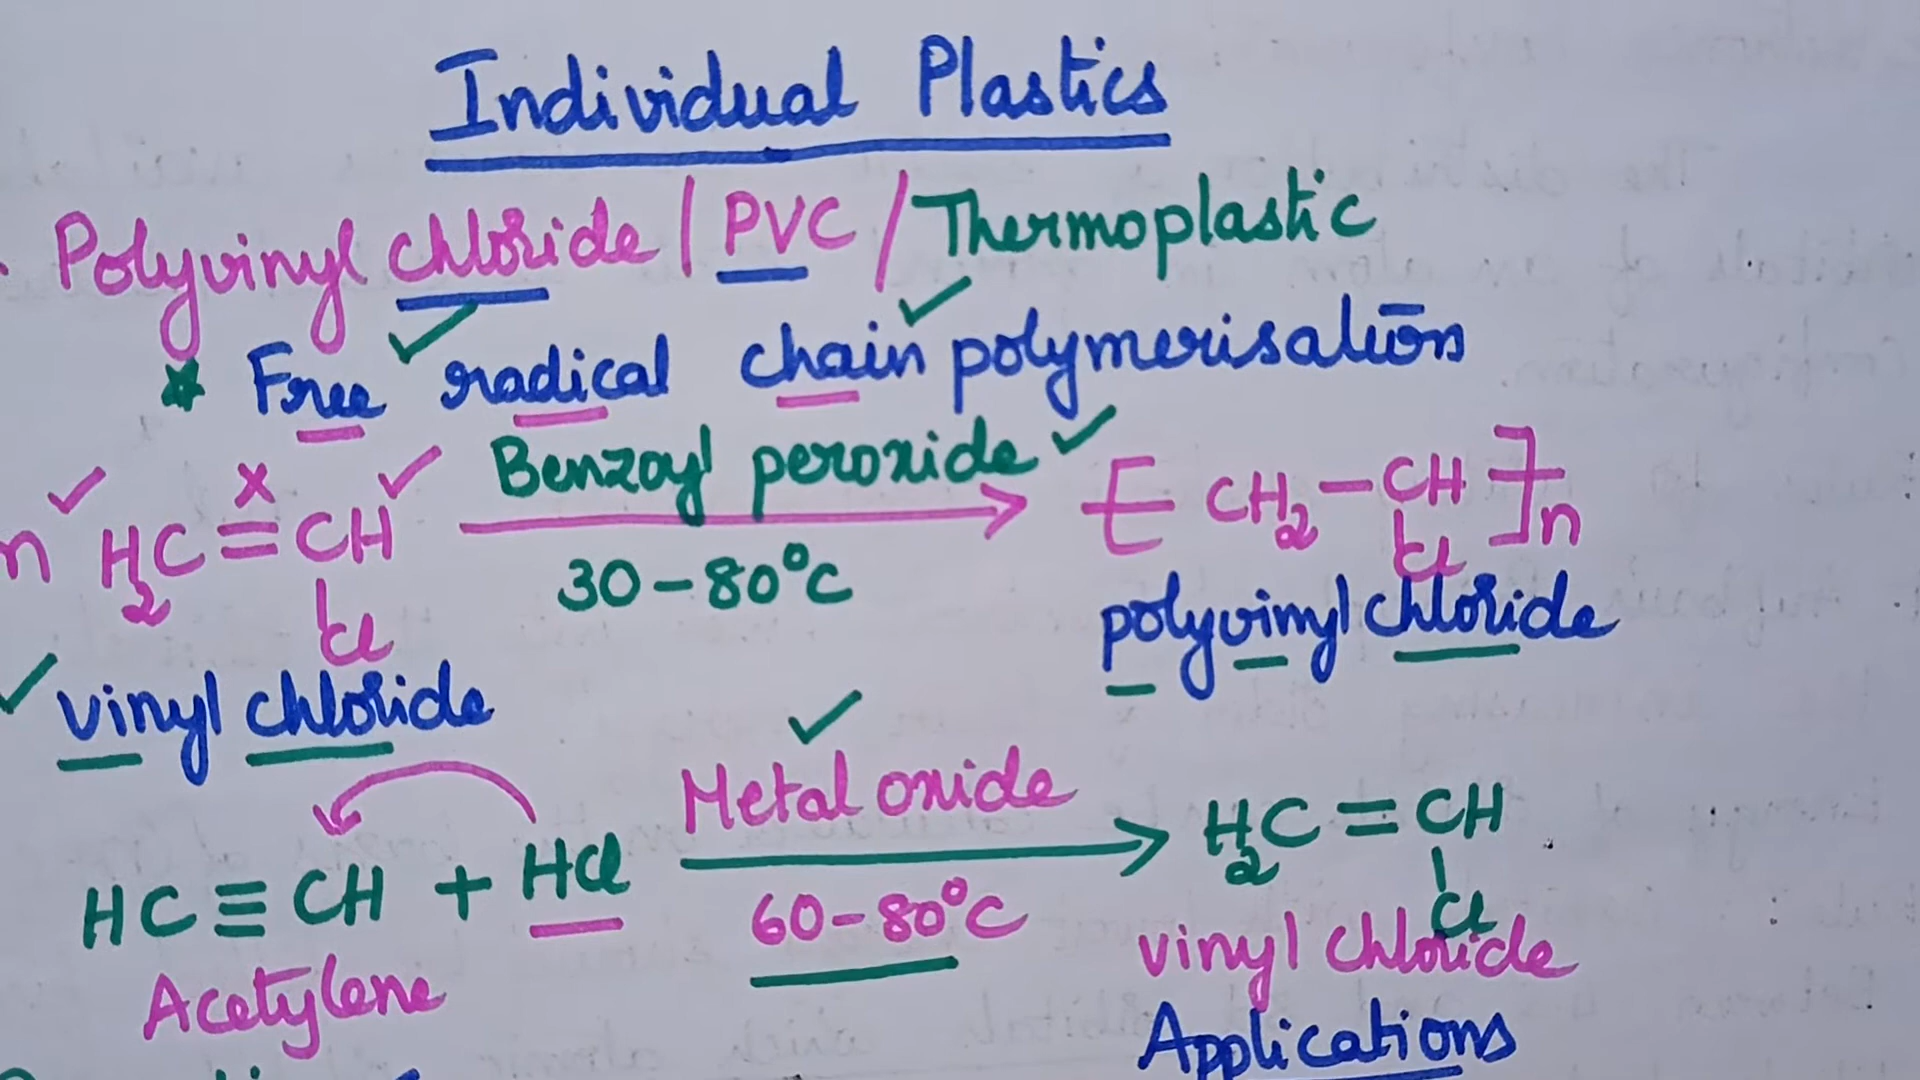 Individual Plastics
Polyvinyl chloride / PVC / Thermoplastic
* Free radical chain polymerisation
Benzoyl peroxide
n H2C = CH [ CH2 - CH ]n
Cl Cl
30-80°C
polyvinyl chloride
vinyl chloride
Metal oxide
HC ≡ CH + HCl H2C = CH
Cl
60-80°C
Acetylene vinyl chloride
Applications